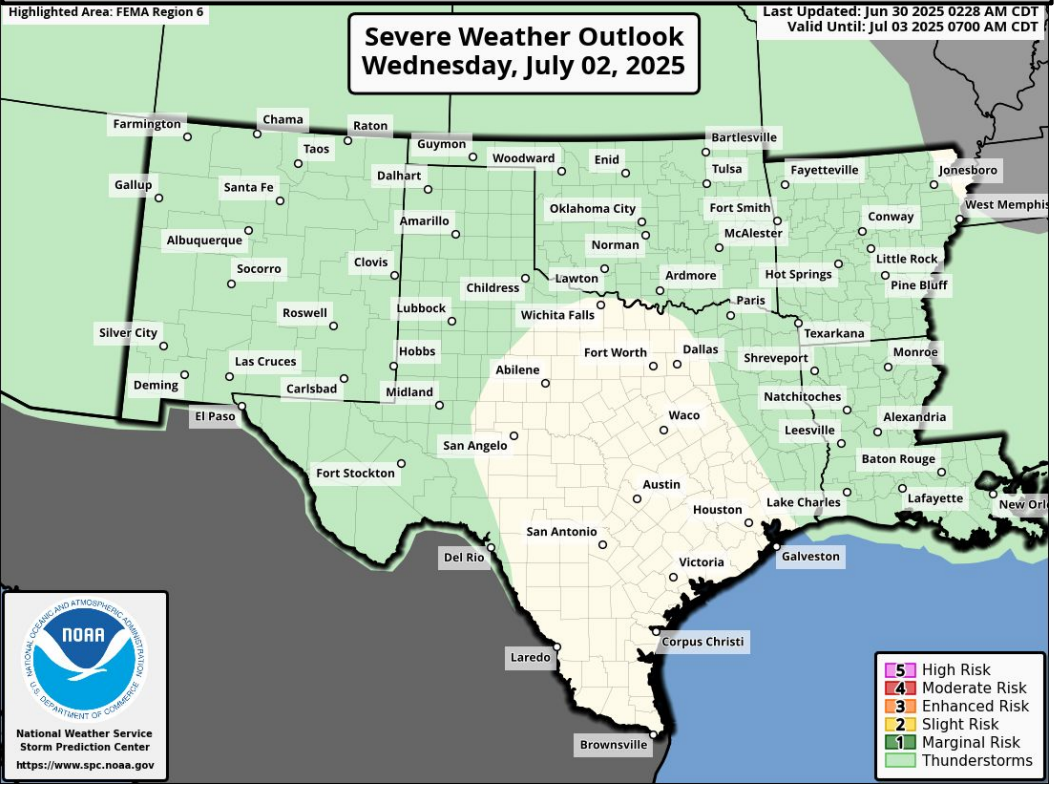 Highlighted Area: FEMA Region 6
Last Updated: Jun 30 2025 0228 AM CDT
Valid Until: Jul 03 2025 0700 AM CDT
Severe Weather Outlook
Wednesday, July 02, 2025
Farmington
Chama
Raton
Taos
Guymon
Woodward
Enid
Bartlesville
Tulsa
Fayetteville
Jonesboro
Gallup
Santa Fe
Dalhart
Amarillo
Oklahoma City
Fort Smith
Conway
West Memphis
Albuquerque
Norman
McAlester
Little Rock
Socorro
Clovis
Childress
Lawton
Ardmore
Hot Springs
Pine Bluff
Roswell
Lubbock
Wichita Falls
Paris
Texarkana
Silver City
Las Cruces
Hobbs
Fort Worth
Dallas
Shreveport
Monroe
Deming
Carlsbad
Midland
Abilene
Natchitoches
El Paso
Waco
Leesville
Alexandria
San Angelo
Baton Rouge
Fort Stockton
Austin
Houston
Lake Charles
Lafayette
New Orl
San Antonio
Del Rio
Galveston
Victoria
Corpus Christi
Laredo
Brownsville
NATIONAL OCEANIC AND ATMOSPHERIC ADMINISTRATION
NOAA
U.S. DEPARTMENT OF COMMERCE
National Weather Service
Storm Prediction Center
https://www.spc.noaa.gov
5 High Risk
4 Moderate Risk
3 Enhanced Risk
2 Slight Risk
1 Marginal Risk
Thunderstorms